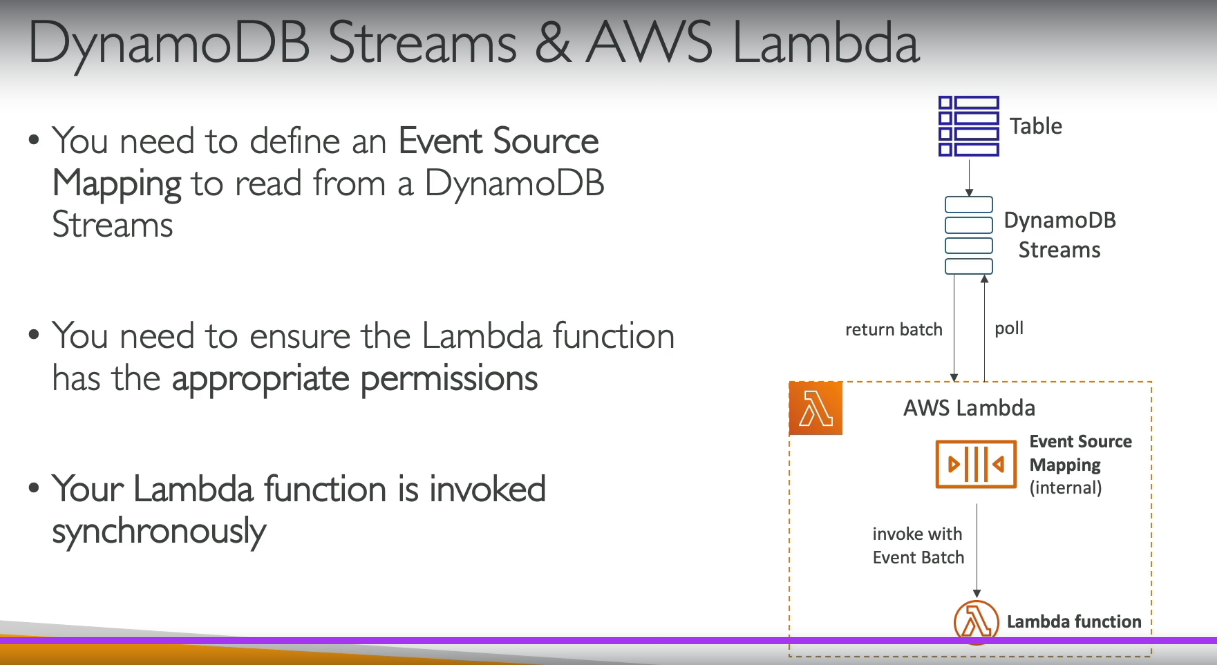 DynamoDB Streams & AWS Lambda
• You need to define an Event Source
Mapping to read from a DynamoDB
Streams
• You need to ensure the Lambda function
has the appropriate permissions
• Your Lambda function is invoked
synchronously
Table
DynamoDB
Streams
return batch
poll
AWS Lambda
Event Source
Mapping
(internal)
invoke with
Event Batch
Lambda function